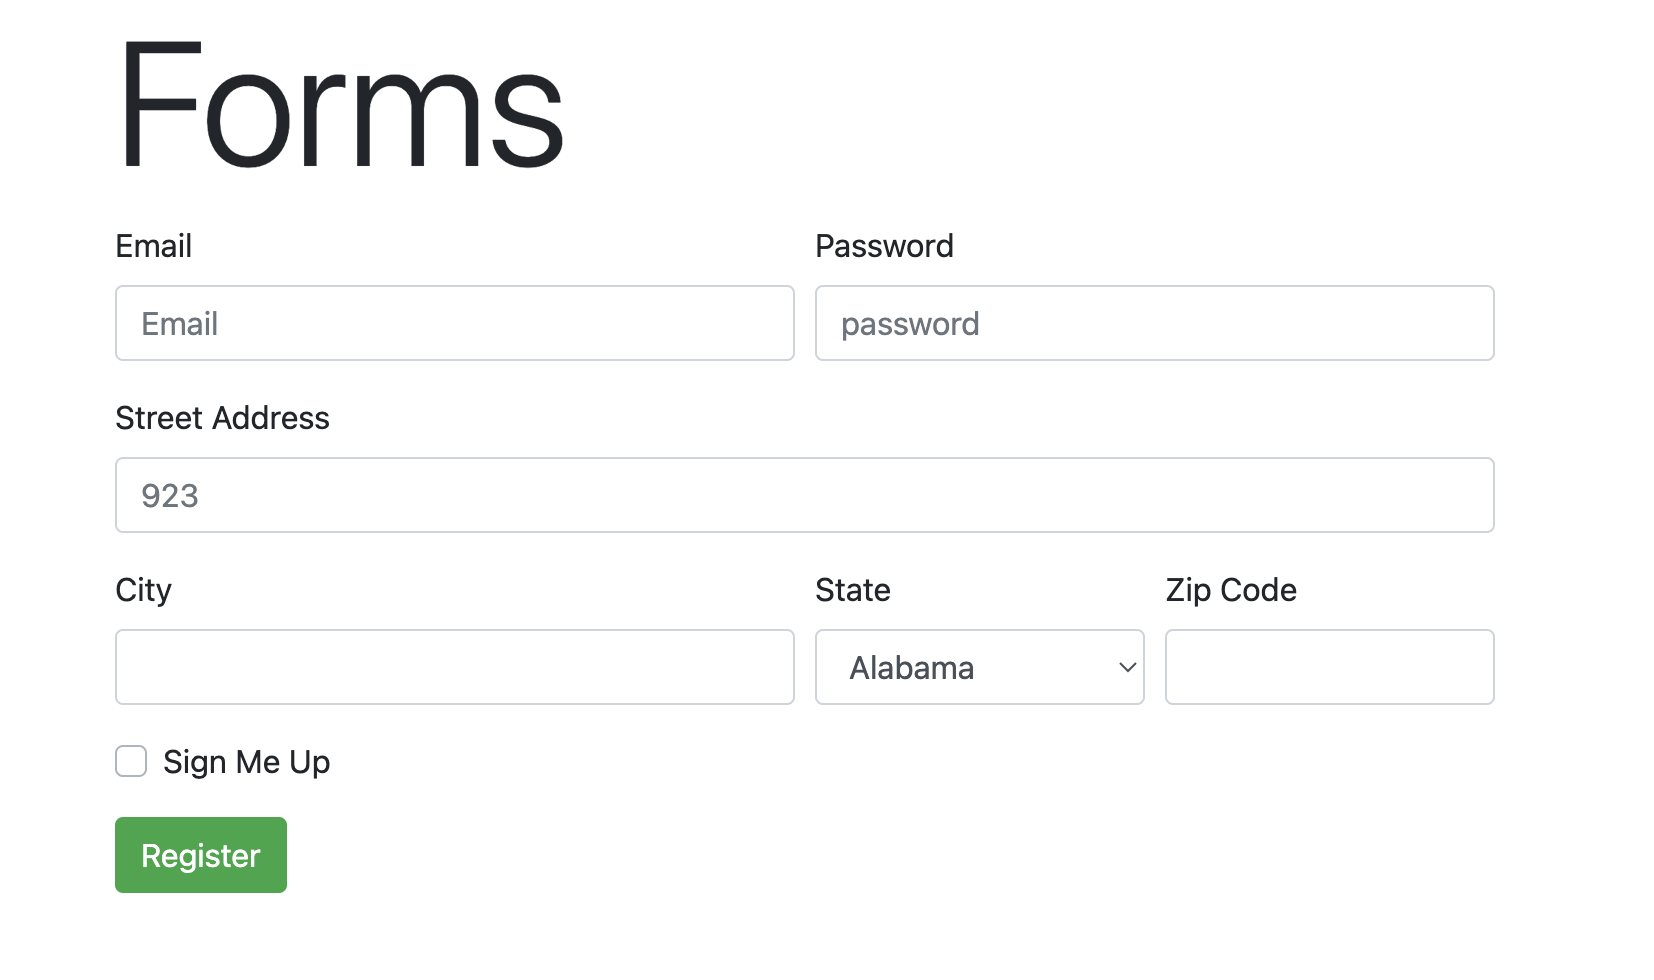 Forms
Email Password
Email password
Street Address
923
City State Zip Code
Alabama
Sign Me Up
Register